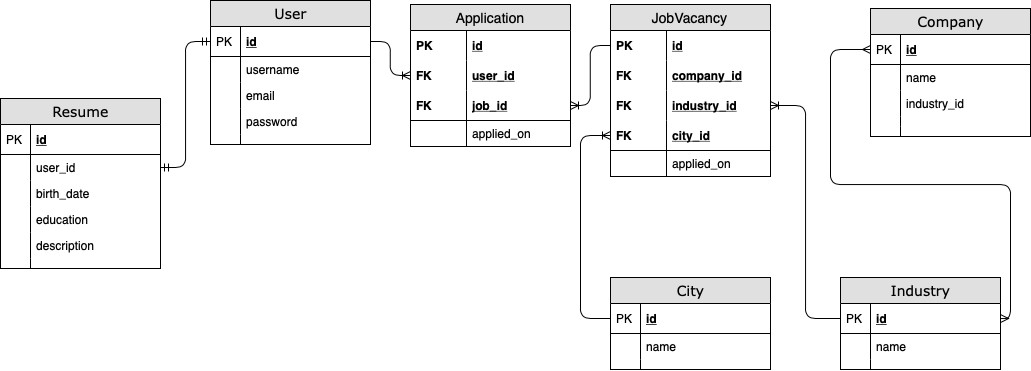 User
PK id
username
email
password
Application
PK id
FK user_id
FK job_id
applied_on
JobVacancy
PK id
FK company_id
FK industry_id
FK city_id
applied_on
Company
PK id
name
industry_id
Resume
PK id
user_id
birth_date
education
description
City
PK id
name
Industry
PK id
name